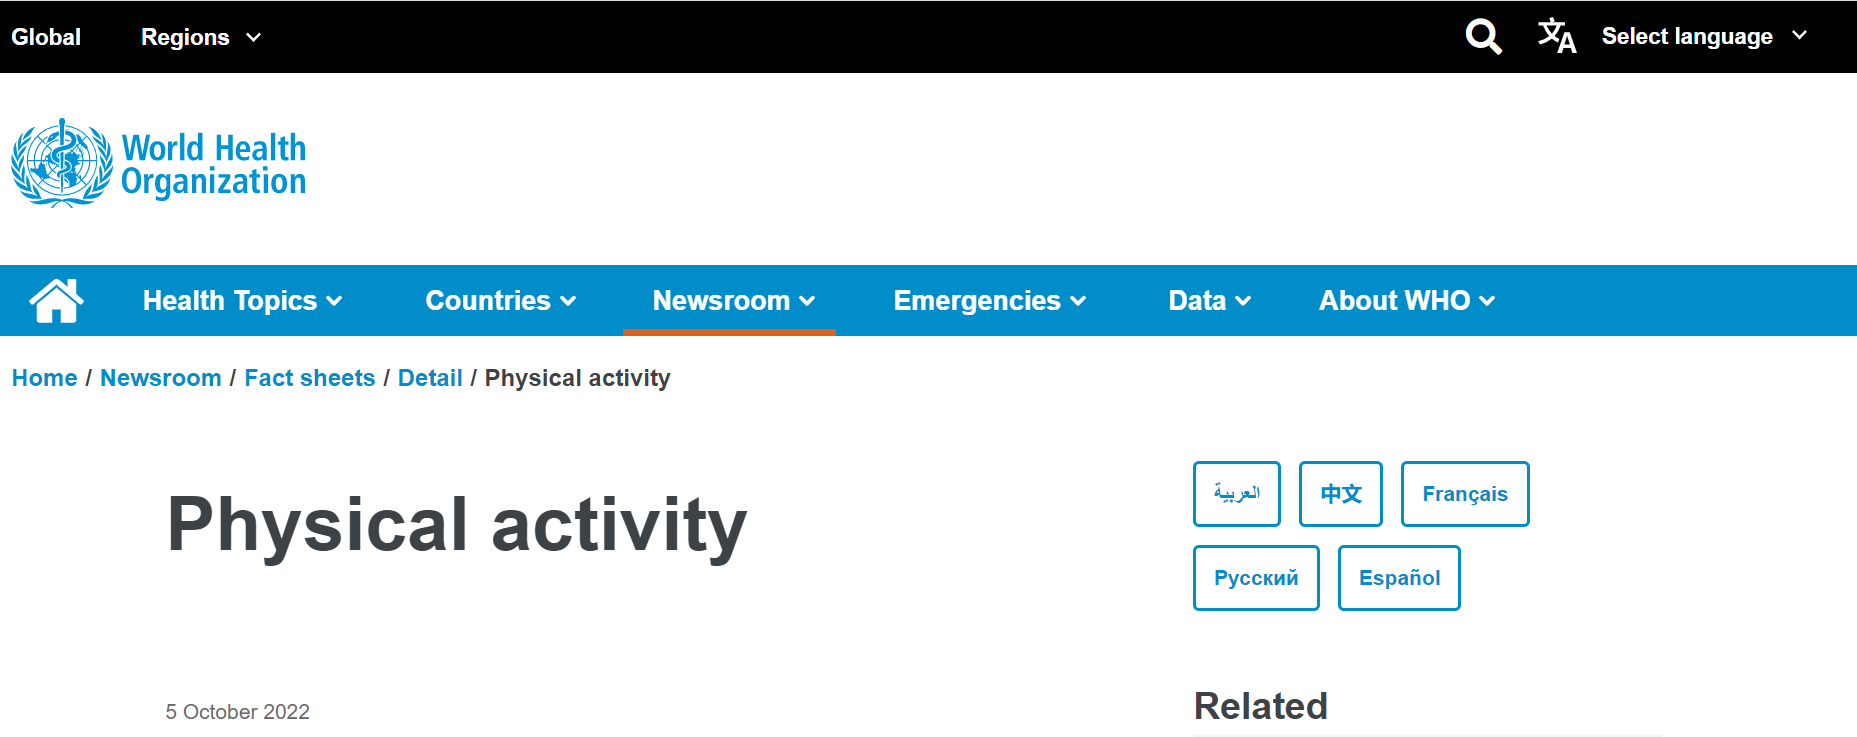 Global Regions Select language
World Health
Organization
Health Topics Countries Newsroom Emergencies Data About WHO
Home / Newsroom / Fact sheets / Detail / Physical activity
Physical activity
العربية 中文 Français
Русский Español
5 October 2022
Related